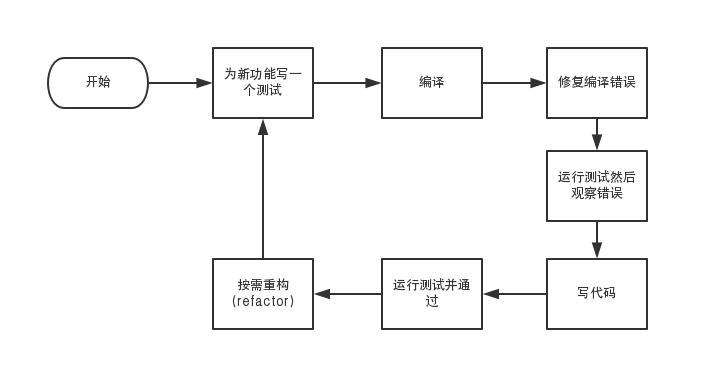 开始
为新功能写一
个测试
编译
修复编译错误
运行测试然后
观察错误
写代码
运行测试并通
过
按需重构
(refactor)